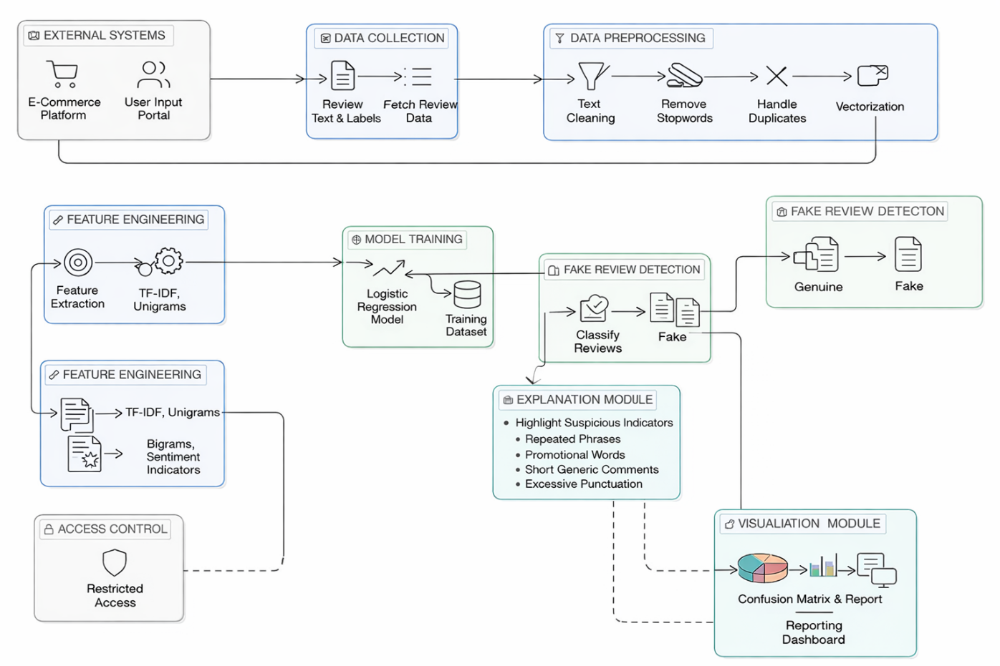 EXTERNAL SYSTEMS
E-Commerce
Platform
User Input
Portal
DATA COLLECTION
Review
Text & Labels
Fetch Review
Data
DATA PREPROCESSING
Text
Cleaning
Remove
Stopwords
Handle
Duplicates
Vectorization
FEATURE ENGINEERING
Feature
Extraction
TF-IDF,
Unigrams
MODEL TRAINING
Logistic
Regression
Model
Training
Dataset
FAKE REVIEW DETECTION
Classify
Reviews
Fake
FAKE REVIEW DETECTON
Genuine
Fake
FEATURE ENGINEERING
TF-IDF, Unigrams
Bigrams,
Sentiment
Indicators
EXPLANATION MODULE
• Highlight Suspicious Indicators
• Repeated Phrases
• Promotional Words
• Short Generic Comments
• Excessive Punctuation
ACCESS CONTROL
Restricted
Access
VISUALIATION MODULE
Confusion Matrix & Report
Reporting
Dashboard